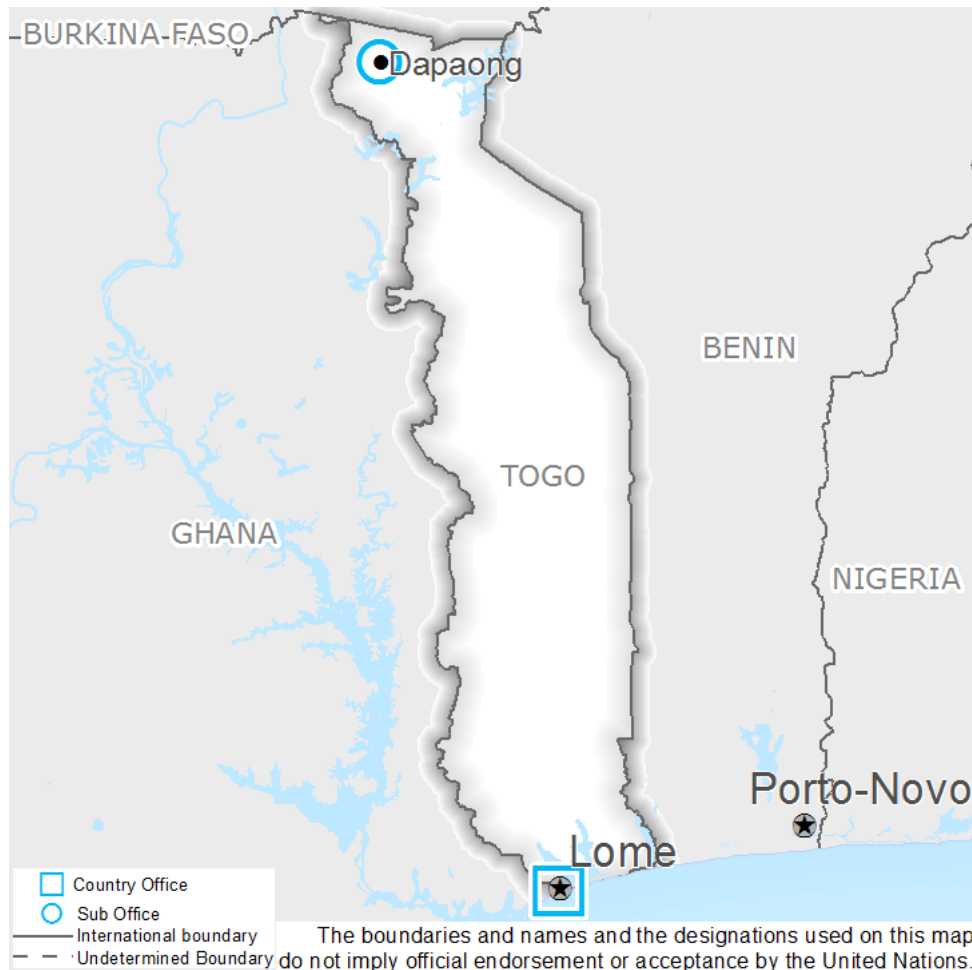 BURKINA FASO
Dapaong
BENIN
TOGO
GHANA
NIGERIA
Porto-Novo
Lome
Country Office
Sub Office
International boundary
Undetermined Boundary
The boundaries and names and the designations used on this map
do not imply official endorsement or acceptance by the United Nations.